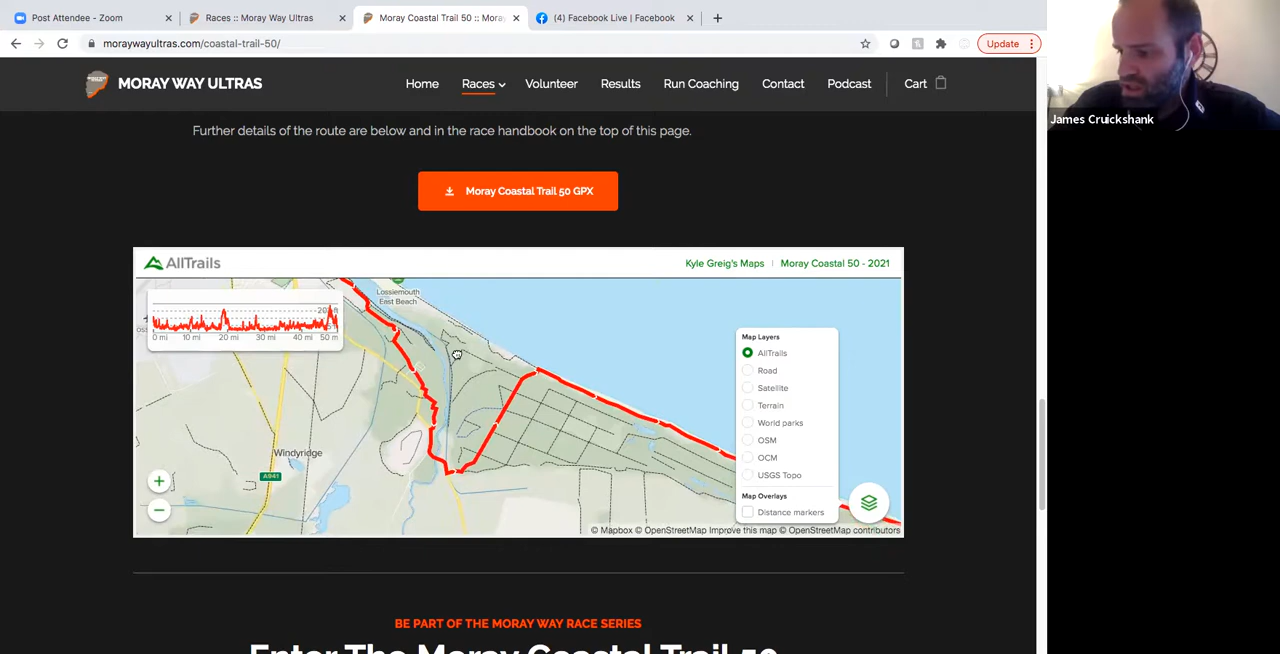 Post Attendee - Zoom
Races :: Moray Way Ultras
Moray Coastal Trail 50 :: Mora
(4) Facebook Live | Facebook
moraywayultras.com/coastal-trail-50/
Update
MORAY WAY ULTRAS
Home
Races
Volunteer
Results
Run Coaching
Contact
Podcast
Cart
James Cruickshank
Further details of the route are below and in the race handbook on the top of this page.
Moray Coastal Trail 50 GPX
AllTrails
Kyle Greig's Maps | Moray Coastal 50 - 2021
Lossiemouth
East Beach
0 mi 10 mi 20 mi 30 mi 40 mi 50 m
Map Layers
AllTrails
Road
Satellite
Terrain
World parks
OSM
OCM
USGS Topo
Map Overlays
Distance markers
Windyridge
A941
© Mapbox © OpenStreetMap Improve this map © OpenStreetMap contributors
BE PART OF THE MORAY WAY RACE SERIES
Enter The Moray Coastal Trail 50